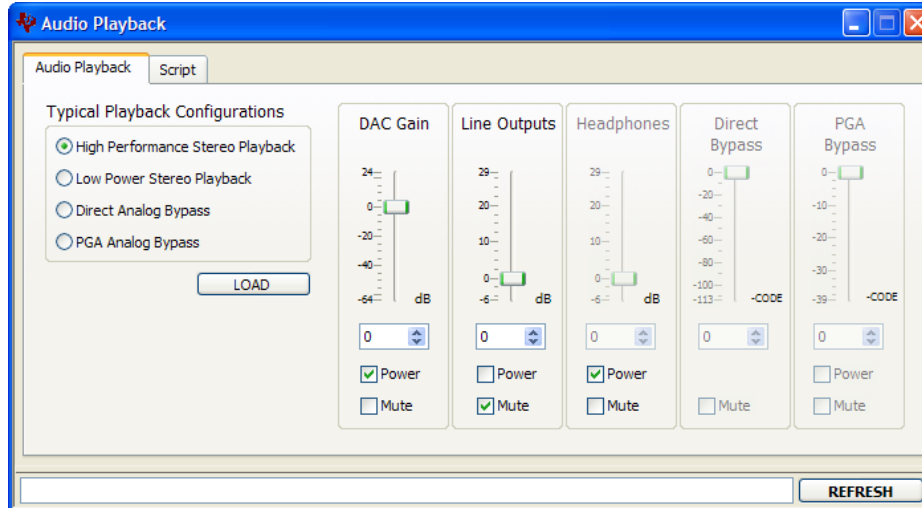 Audio Playback
Audio Playback
Script
Typical Playback Configurations
High Performance Stereo Playback
Low Power Stereo Playback
Direct Analog Bypass
PGA Analog Bypass
LOAD
DAC Gain
24
0
-20
-40
-64
dB
0
Power
Mute
Line Outputs
29
20
10
0
-6
dB
0
Power
Mute
Headphones
29
20
10
0
-6
dB
0
Power
Mute
Direct
Bypass
0
-20
-40
-60
-80
-100
-113
-CODE
0
Mute
PGA
Bypass
0
-10
-20
-30
-39
-CODE
0
Power
Mute
REFRESH